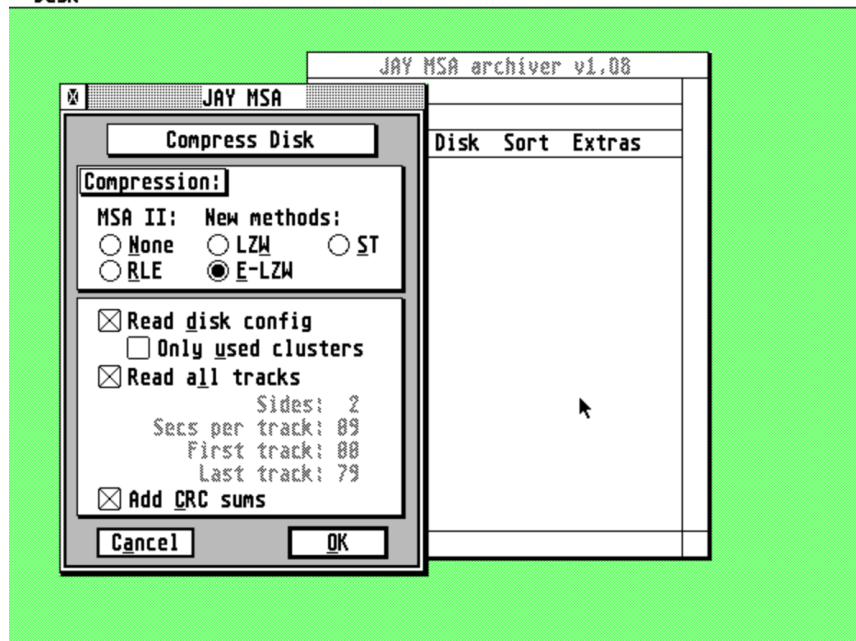 Desk
JAY MSA archiver v1.08
JAY MSA
Compress Disk
Disk Sort Extras
Compression:
MSA II: New methods:
None LZW ST
RLE E-LZW
Read disk config
Only used clusters
Read all tracks
Sides: 2
Secs per track: 09
First track: 00
Last track: 79
Add CRC sums
Cancel OK